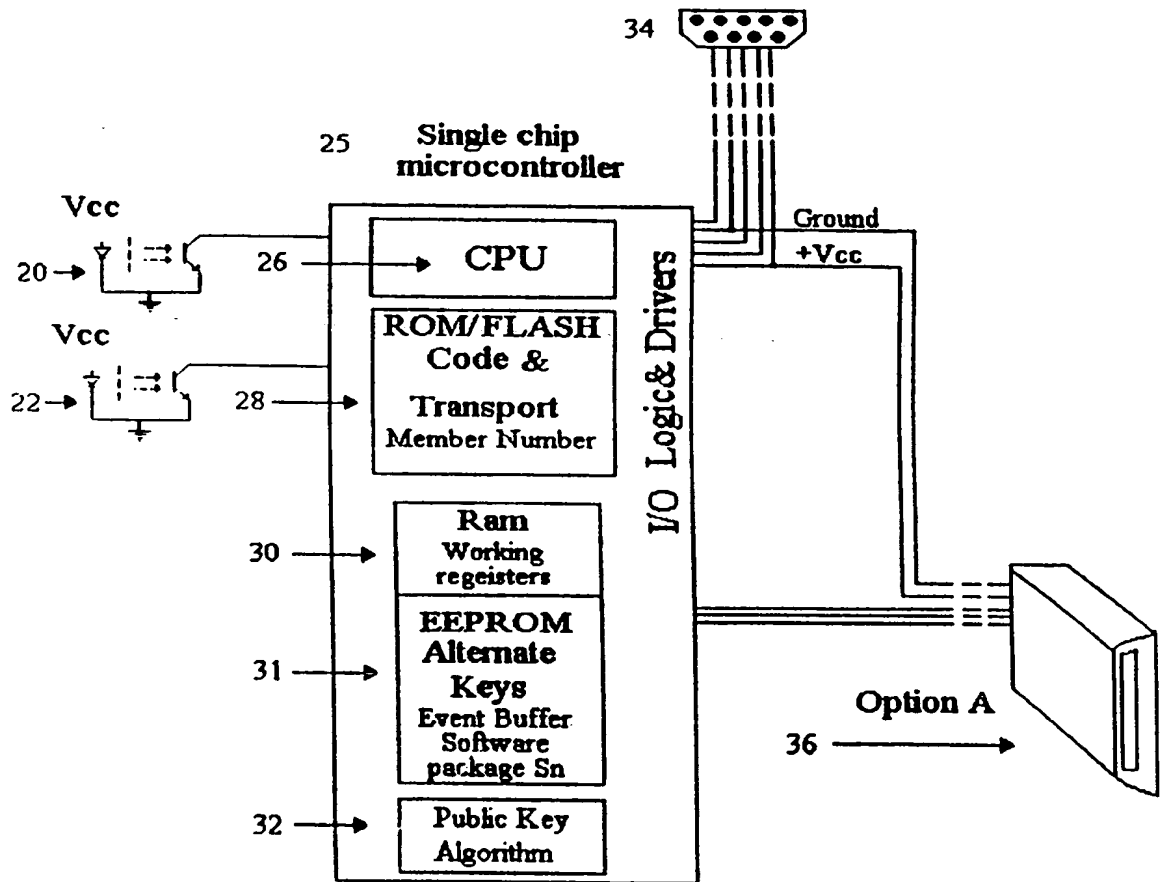 34
25
Single chip
microcontroller
Vcc
20
Vcc
22
26
CPU
28
ROM/FLASH
Code &
Transport
Member Number
30
Ram
Working
regeisters
31
EEPROM
Alternate
Keys
Event Buffer
Software
package Sn
32
Public Key
Algorithm
I/O Logic & Drivers
Ground
+Vcc
Option A
36